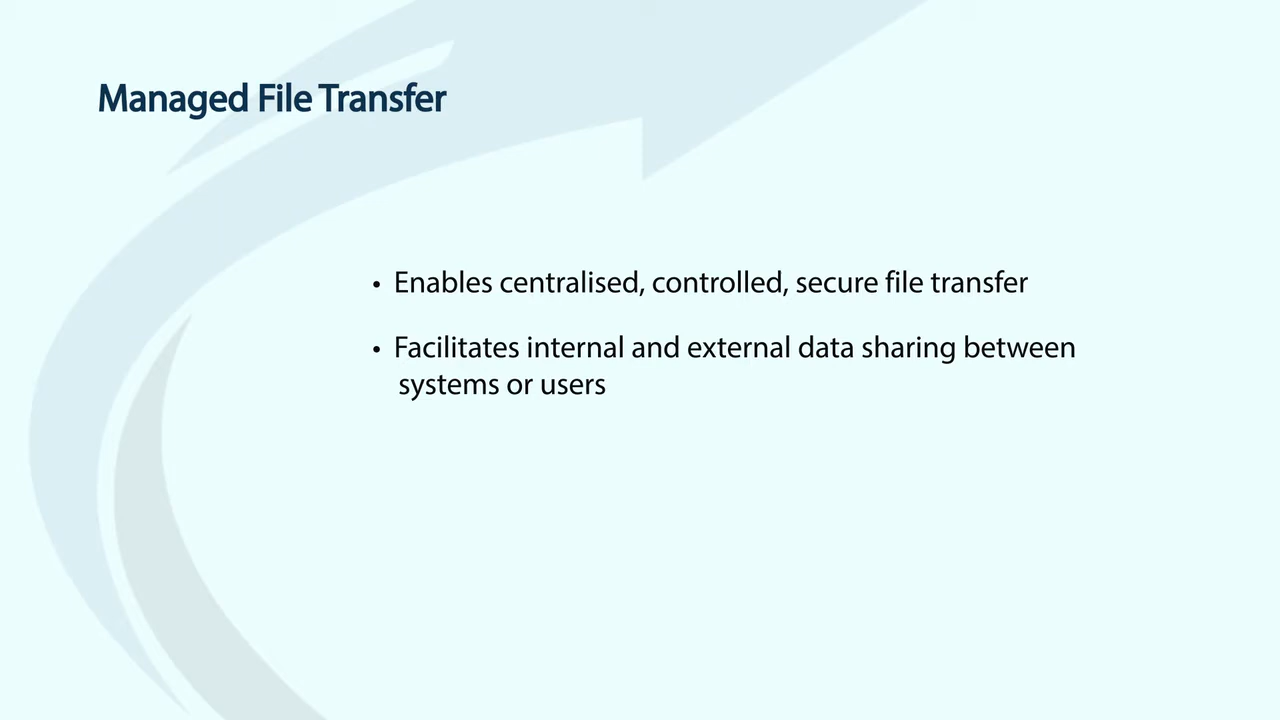 Managed File Transfer
• Enables centralised, controlled, secure file transfer
• Facilitates internal and external data sharing between
systems or users